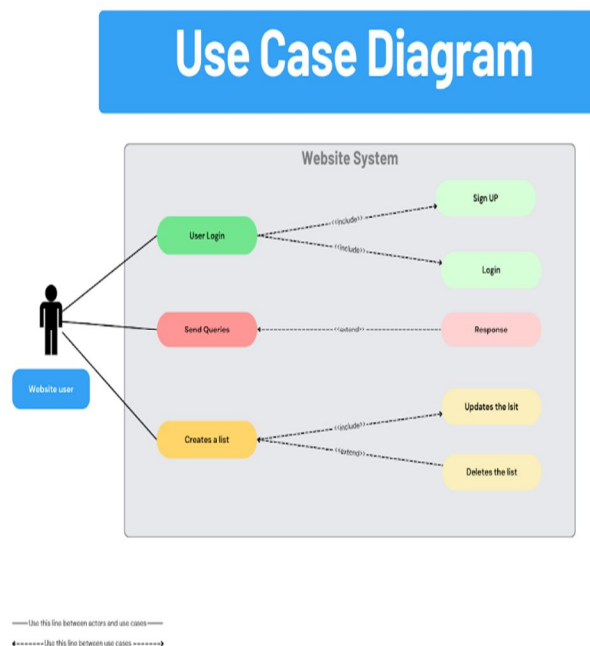 Use Case Diagram
Website System
Sign UP
<<include>>
User Login
<<include>>
Login
Send Queries
<<extend>>
Response
Website user
Updates the lsit
<<include>>
Creates a list
<<extend>>
Deletes the list
Use this line between actors and use cases
Use this line between use cases